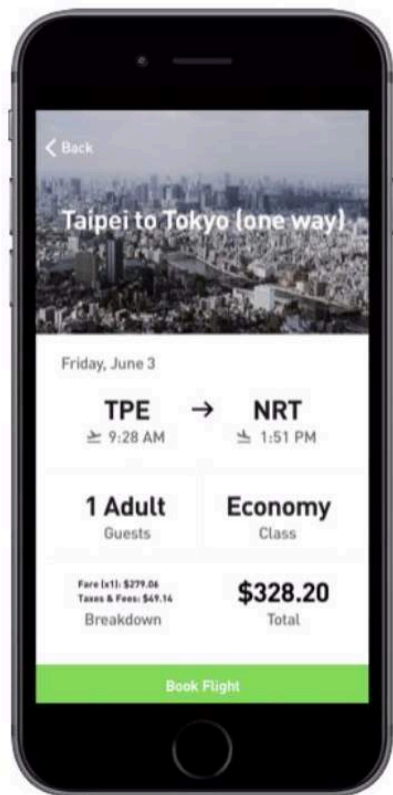 Back
Taipei to Tokyo (one way)
Friday, June 3
TPE → NRT
9:28 AM 1:51 PM
1 Adult
Guests
Economy
Class
Fare (x1): $279.06
Taxes & Fees: $49.14
Breakdown
$328.20
Total
Book Flight